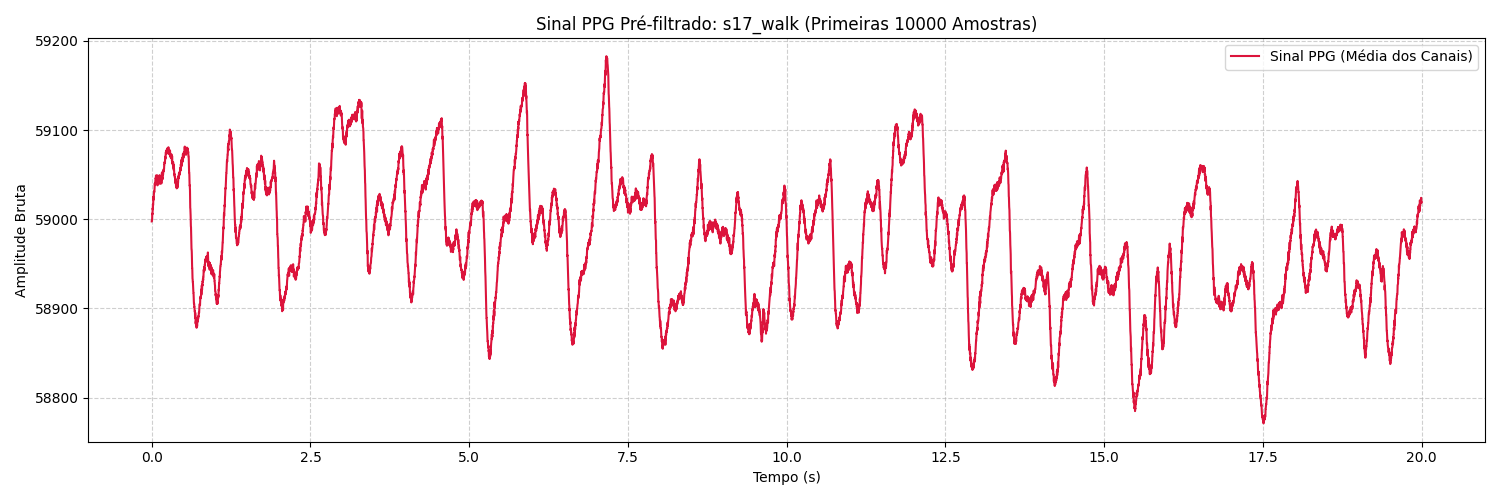 Sinal PPG Pré-filtrado: s17_walk (Primeiras 10000 Amostras)
Sinal PPG (Média dos Canais)
Amplitude Bruta
59200
59100
59000
58900
58800
0.0 2.5 5.0 7.5 10.0 12.5 15.0 17.5 20.0
Tempo (s)